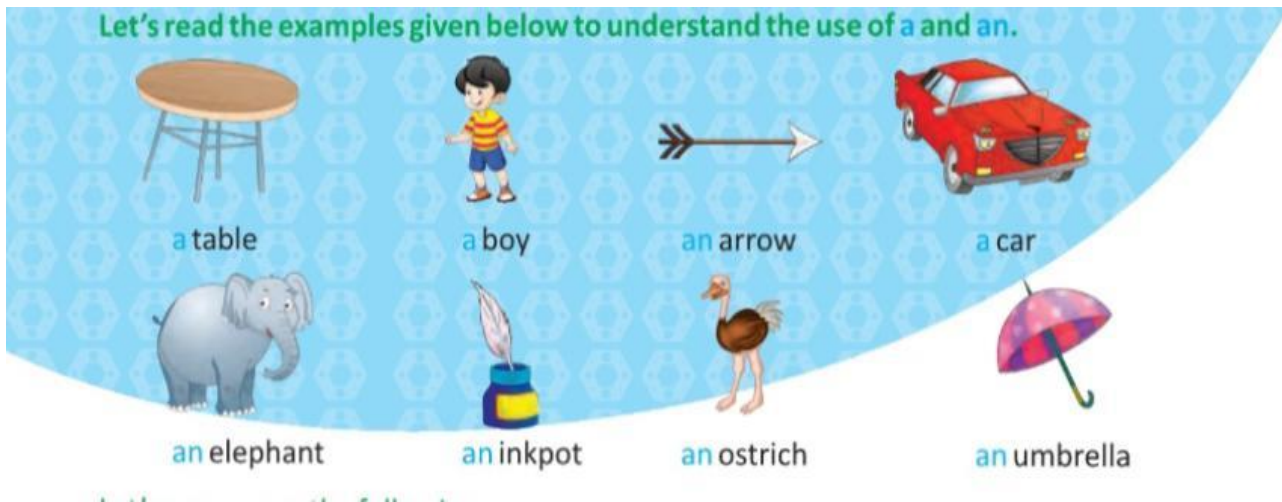 Let's read the examples given below to understand the use of a and an.
a table
a boy
an arrow
a car
an elephant
an inkpot
an ostrich
an umbrella